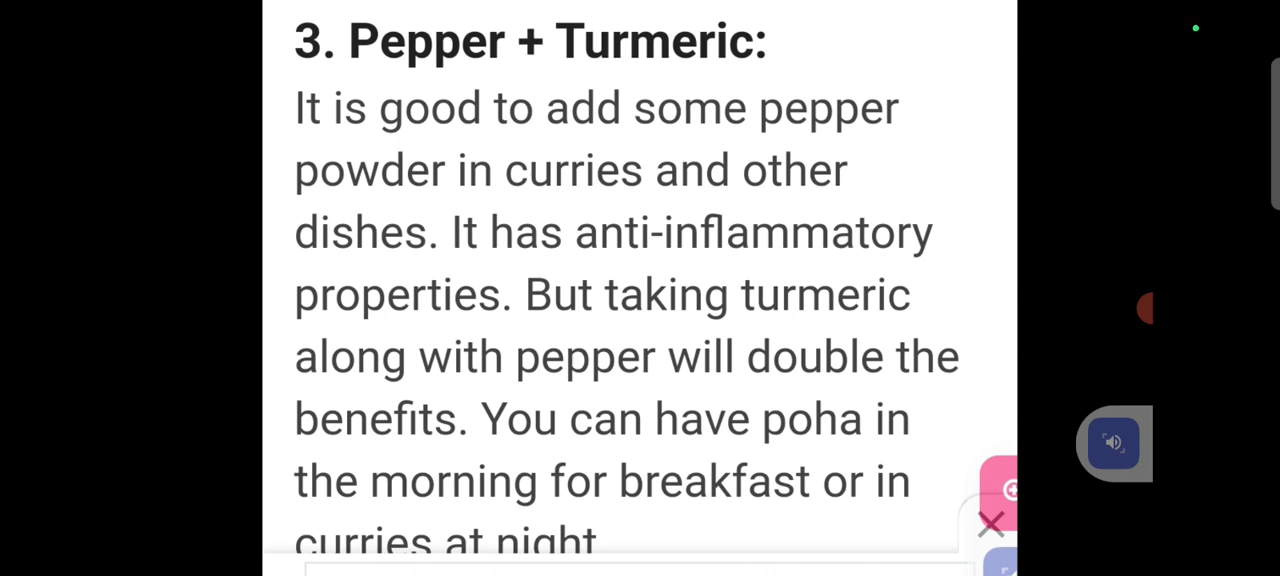 3. Pepper + Turmeric:
It is good to add some pepper
powder in curries and other
dishes. It has anti-inflammatory
properties. But taking turmeric
along with pepper will double the
benefits. You can have poha in
the morning for breakfast or in
curries at night